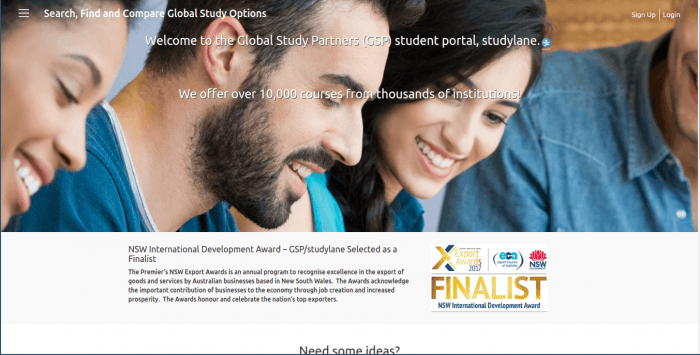 Search, Find and Compare Global Study Options
Sign Up | Login
Welcome to the Global Study Partners (GSP) student portal, studylane.
We offer over 10,000 courses from thousands of institutions!
NSW International Development Award – GSP/studylane Selected as a
Finalist
The Premier's NSW Export Awards is an annual program to recognise excellence in the export of
goods and services by Australian businesses based in New South Wales. The Awards acknowledge
the important contribution of businesses to the economy through job creation and increased
prosperity. The Awards honour and celebrate the nation's top exporters.
Export
Awards
2017
eca
Export Council
of Australia
NSW
FINALIST
NSW International Development Award
Need some ideas?